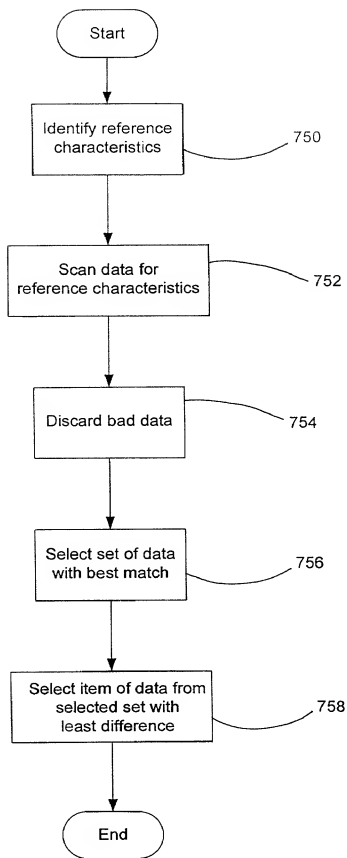 Start
Identify reference
characteristics
750
Scan data for
reference characteristics
752
Discard bad data
754
Select set of data
with best match
756
Select item of data from
selected set with
least difference
758
End